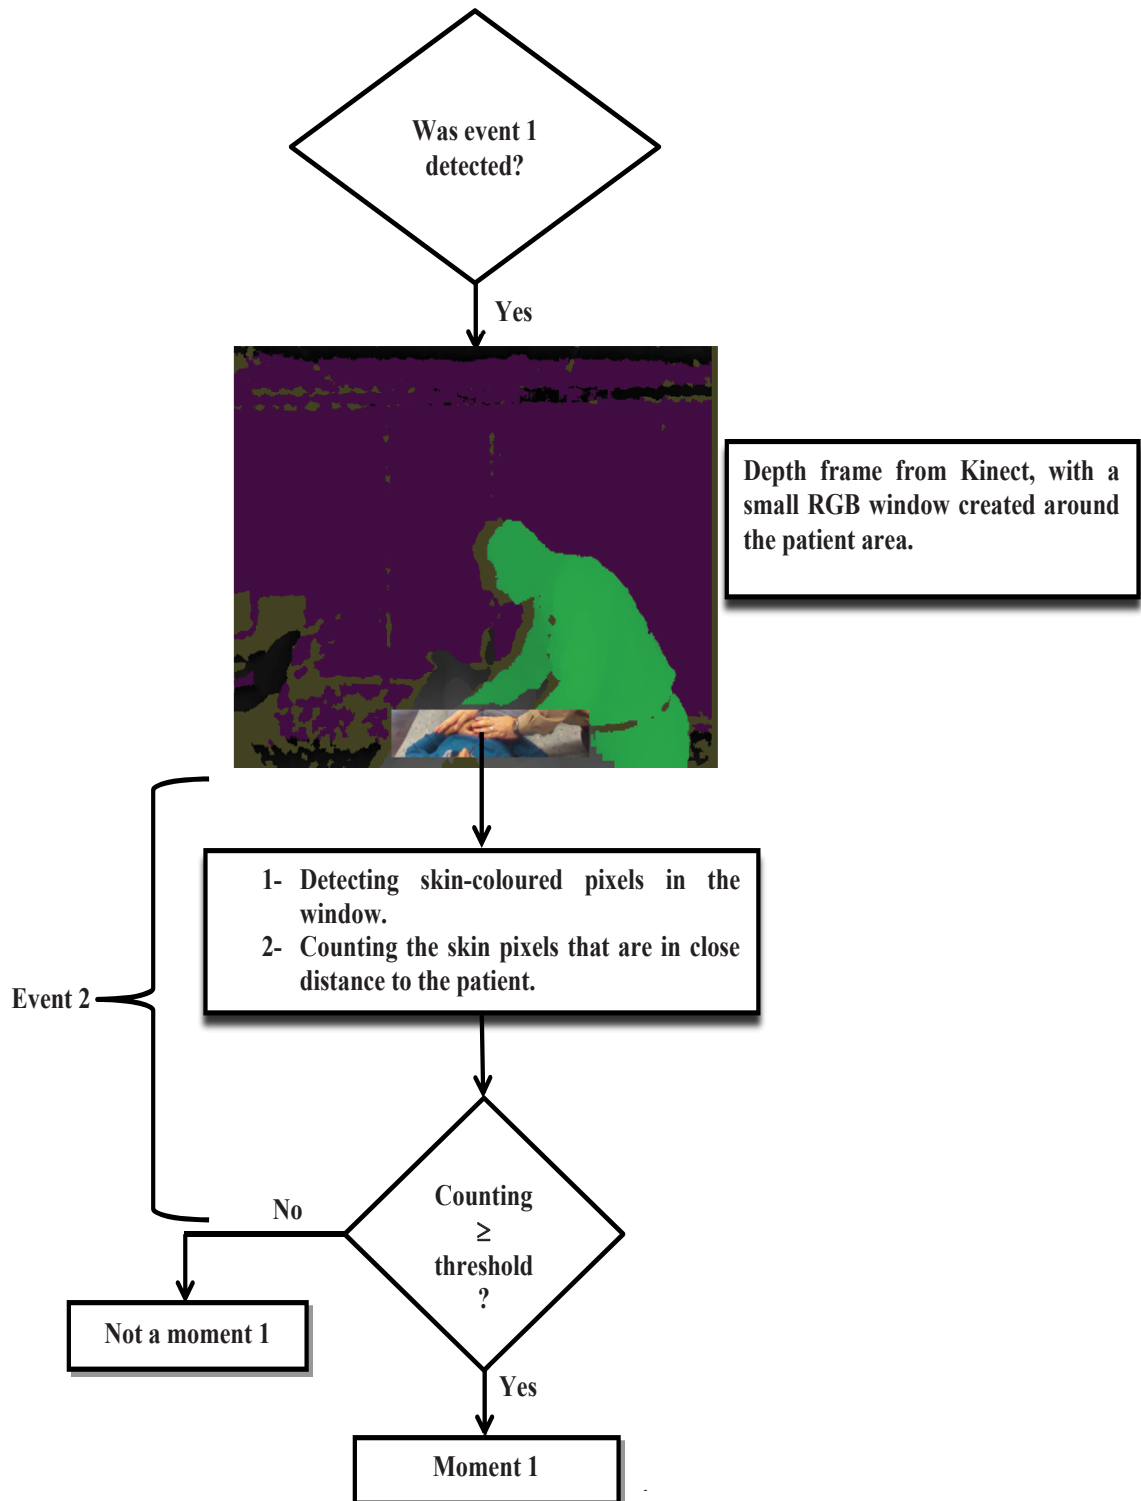 Was event 1
detected?
Yes
Depth frame from Kinect, with a
small RGB window created around
the patient area.
1- Detecting skin-coloured pixels in the
window.
2- Counting the skin pixels that are in close
distance to the patient.
Event 2
Counting
≥
threshold
?
No
Not a moment 1
Yes
Moment 1